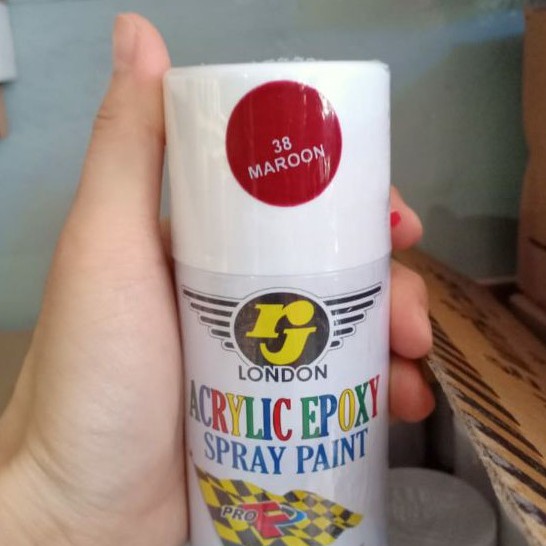 38
MAROON
rj
LONDON
ACRYLIC EPOXY
SPRAY PAINT
PRO